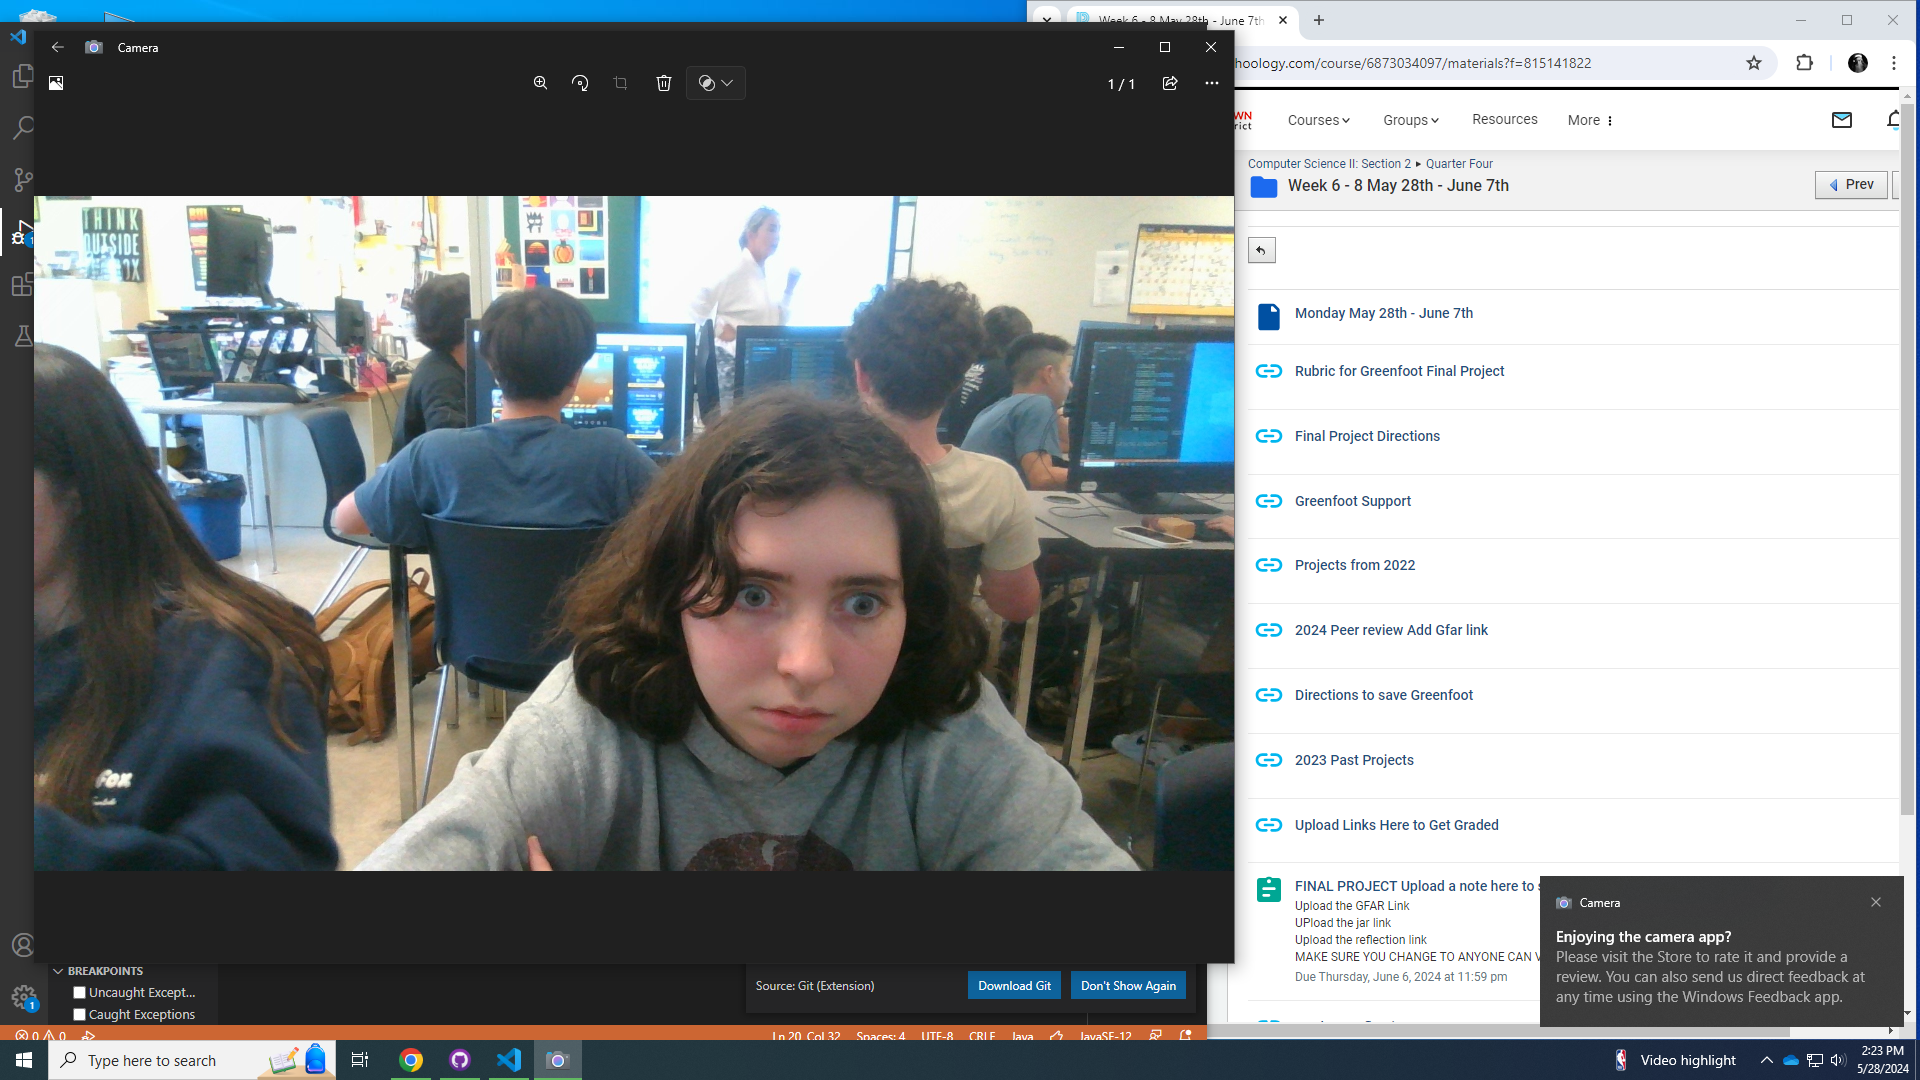 Camera
1 / 1
THINK
OUTSIDE
Week 6 - 8 May 28th - June 7th
hoology.com/course/6873034097/materials?f=815141822
WN
rict
Courses
Groups
Resources
More
Computer Science II: Section 2 ▸ Quarter Four
Week 6 - 8 May 28th - June 7th
Prev
Monday May 28th - June 7th
Rubric for Greenfoot Final Project
Final Project Directions
Greenfoot Support
Projects from 2022
2024 Peer review Add Gfar link
Directions to save Greenfoot
2023 Past Projects
Upload Links Here to Get Graded
FINAL PROJECT Upload a note here to s
Upload the GFAR Link
UPload the jar link
Upload the reflection link
MAKE SURE YOU CHANGE TO ANYONE CAN V
Due Thursday, June 6, 2024 at 11:59 pm
Camera
Enjoying the camera app?
Please visit the Store to rate it and provide a
review. You can also send us direct feedback at
any time using the Windows Feedback app.
BREAKPOINTS
Uncaught Except...
Caught Exceptions
Source: Git (Extension)
Download Git
Don't Show Again
1
0 0
Ln 20, Col 32 Spaces: 4 UTF-8 CRLF Java JavaSE-12
Type here to search
Video highlight
2:23 PM
5/28/2024